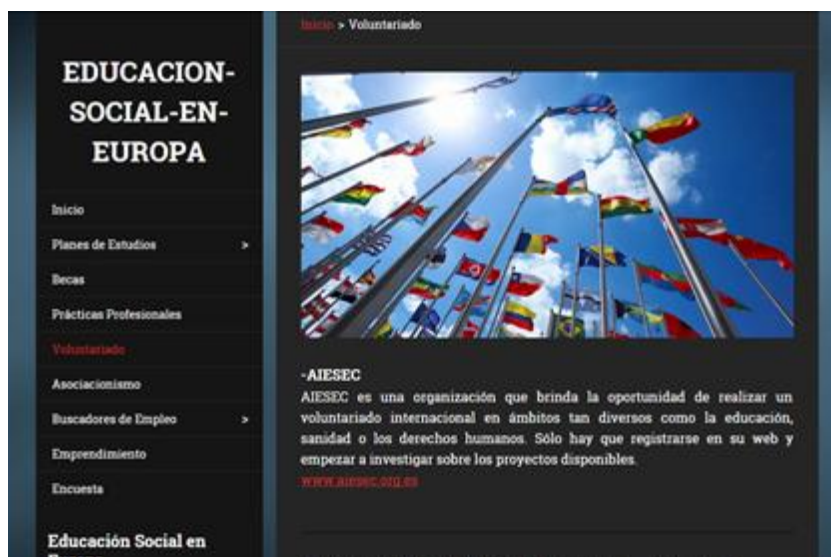 EDUCACION-
SOCIAL-EN-
EUROPA
Inicio
Planes de Estudios >
Becas
Prácticas Profesionales
Voluntariado
Asociacionismo
Buscadores de Empleo >
Emprendimiento
Encuesta
Educación Social en
Inicio > Voluntariado
-AIESEC
AIESEC es una organización que brinda la oportunidad de realizar un
voluntariado internacional en ámbitos tan diversos como la educación,
sanidad o los derechos humanos. Sólo hay que registrarse en su web y
empezar a investigar sobre los proyectos disponibles.
www.aiesec.org.es